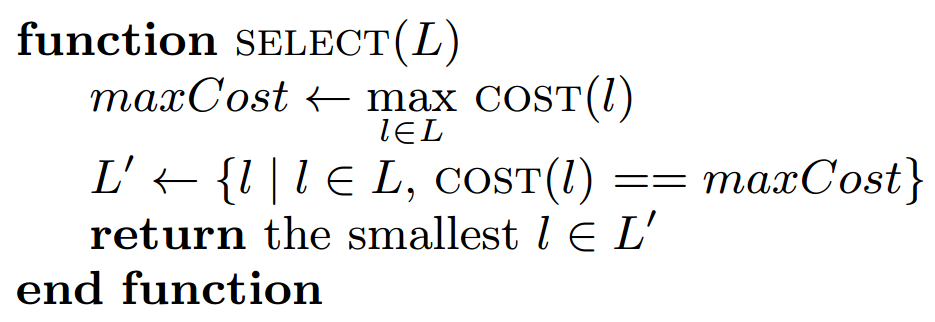 function SELECT(L)
maxCost ← max COST(l)
l∈L
L′ ← {l | l ∈ L, COST(l) == maxCost}
return the smallest l ∈ L′
end function